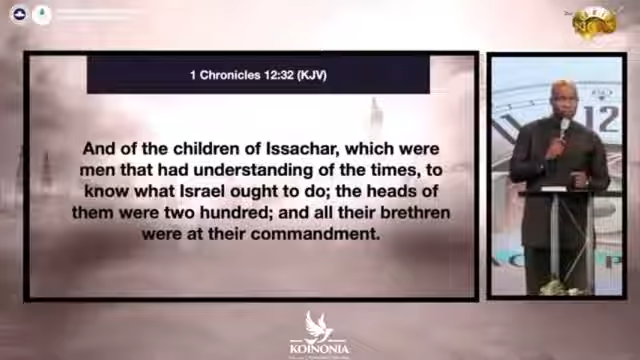 1 Chronicles 12:32 (KJV)
And of the children of Issachar, which were
men that had understanding of the times, to
know what Israel ought to do; the heads of
them were two hundred; and all their brethren
were at their commandment.
12
KOINONIA